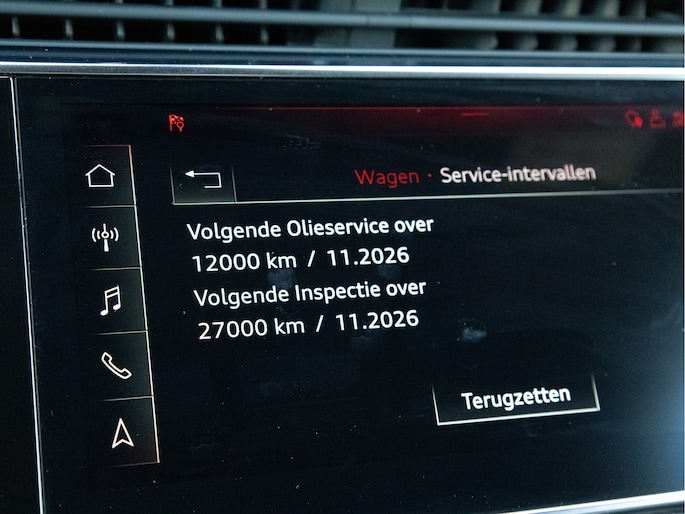 Wagen · Service-intervallen
Volgende Olieservice over
12000 km / 11.2026
Volgende Inspectie over
27000 km / 11.2026
Terugzetten